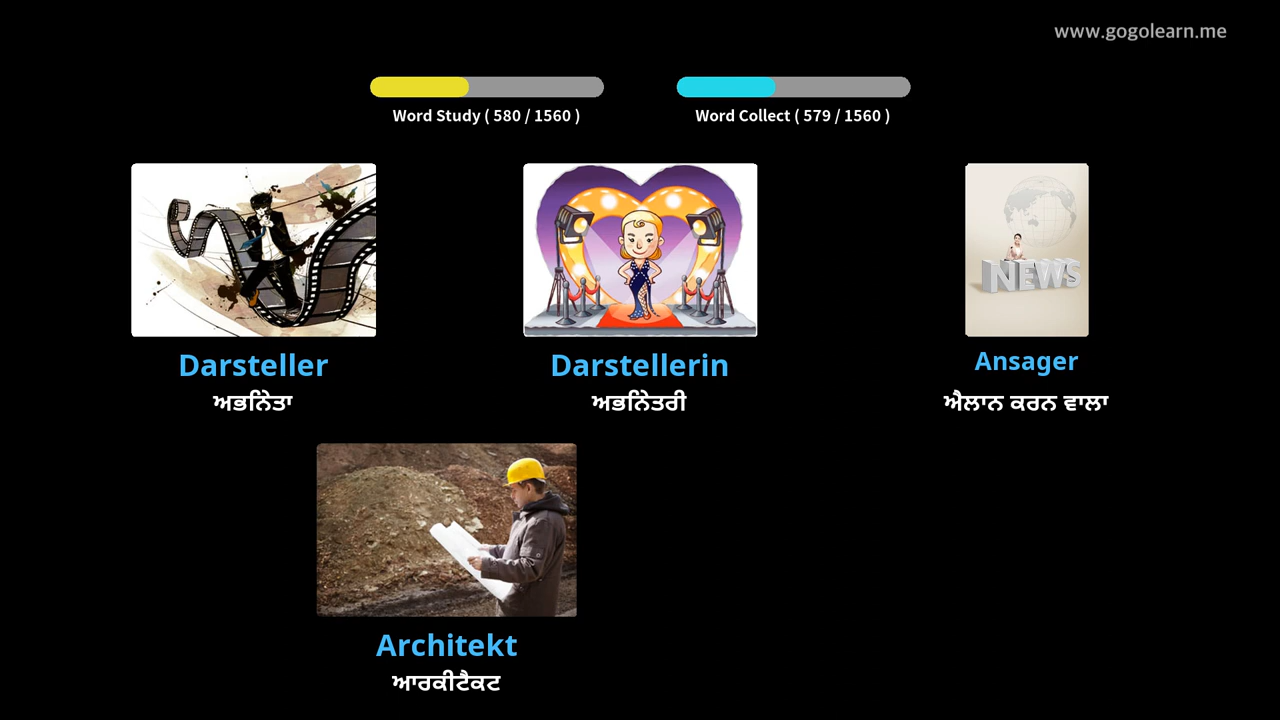 www.gogolearn.me
Word Study ( 580 / 1560 )
Word Collect ( 579 / 1560 )
NEWS
Darsteller
Darstellerin
Ansager
ਅਭਿਨੇਤਾ
ਅਭਿਨੇਤਰੀ
ਐਲਾਨ ਕਰਨ ਵਾਲਾ
Architekt
ਆਰਕੀਟੈਕਟ